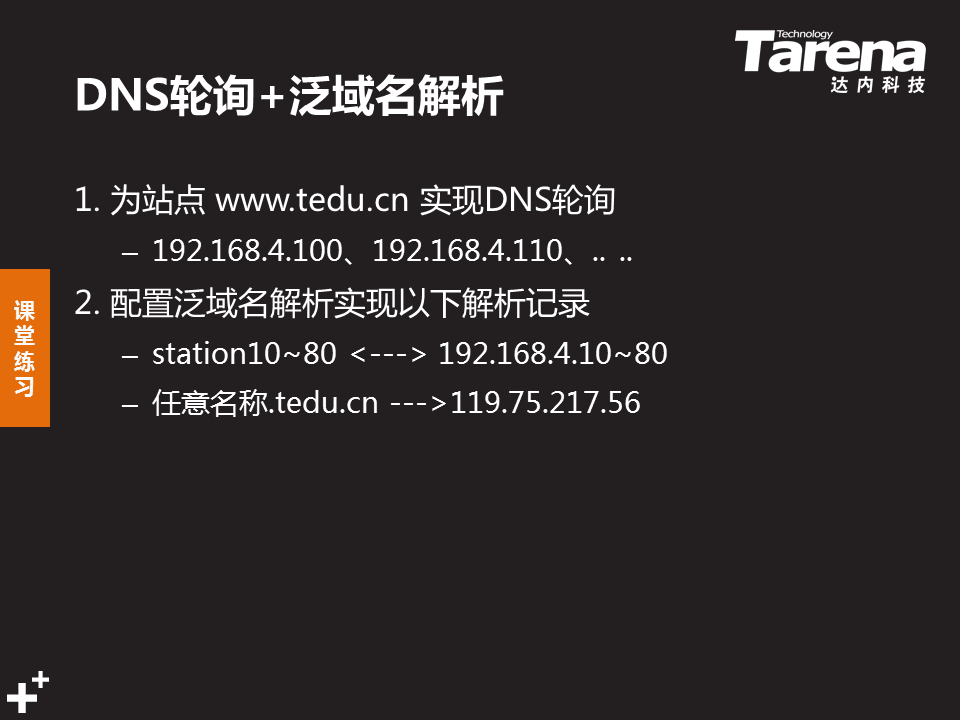 Technology
Tarena
达内科技
DNS轮询+泛域名解析
1. 为站点 www.tedu.cn 实现DNS轮询
– 192.168.4.100、192.168.4.110、.. ..
2. 配置泛域名解析实现以下解析记录
– station10~80 <---> 192.168.4.10~80
– 任意名称.tedu.cn --->119.75.217.56
课堂练习